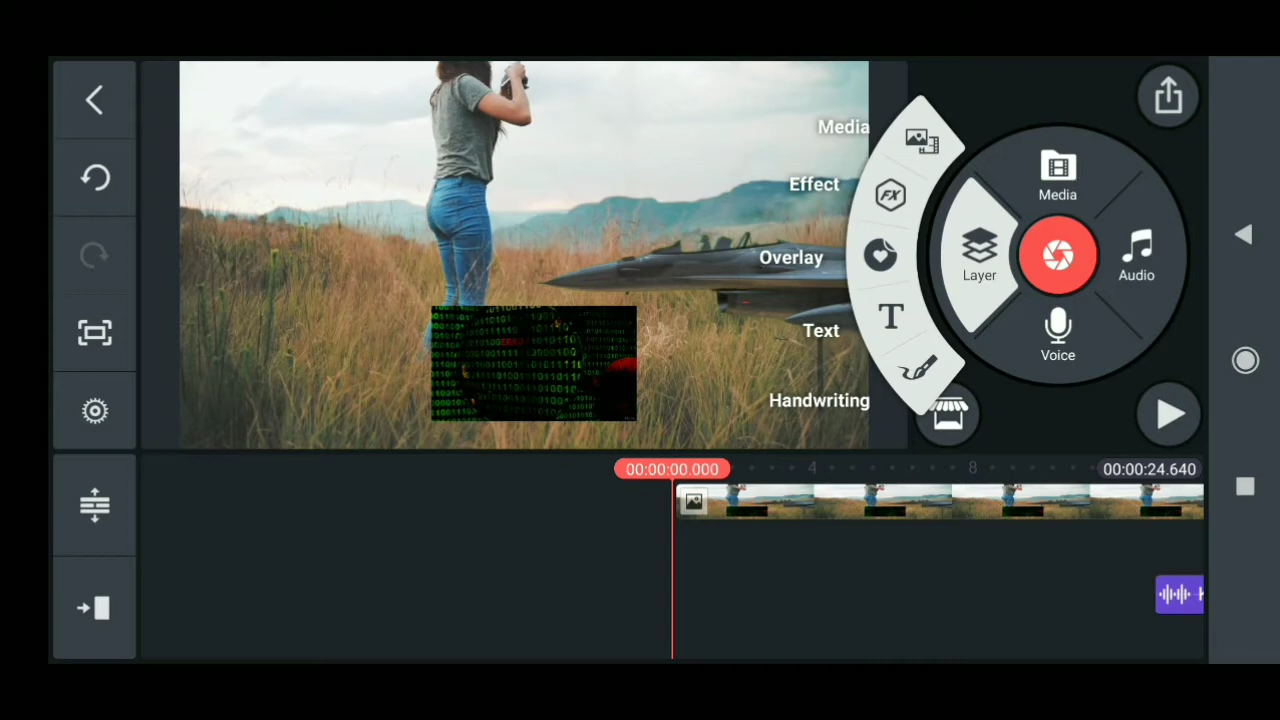 Media
Effect
Overlay
Text
Handwriting
FX
T
Media
Layer
Audio
Voice
00:00:00.000
4
8
00:00:24.640